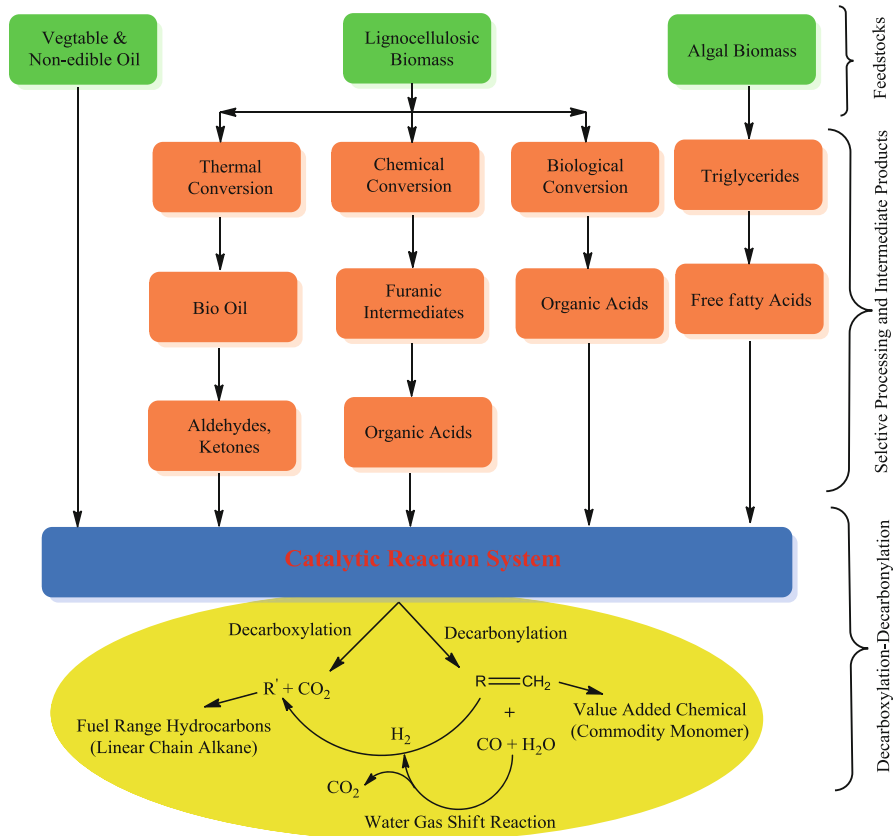 Vegtable &
Non-edible Oil
Lignocellulosic
Biomass
Algal Biomass
Feedstocks
Thermal
Conversion
Chemical
Conversion
Biological
Conversion
Triglycerides
Bio Oil
Furanic
Intermediates
Organic Acids
Free fatty Acids
Aldehydes,
Ketones
Organic Acids
Selctive Processing and Intermediate Products
Catalytic Reaction System
Decarboxylation
Decarbonylation
R' + CO₂
R=CH₂
+
CO + H₂O
Fuel Range Hydrocarbons
(Linear Chain Alkane)
Value Added Chemical
(Commodity Monomer)
H₂
CO₂
Water Gas Shift Reaction
Decarboxylation-Decarbonylation